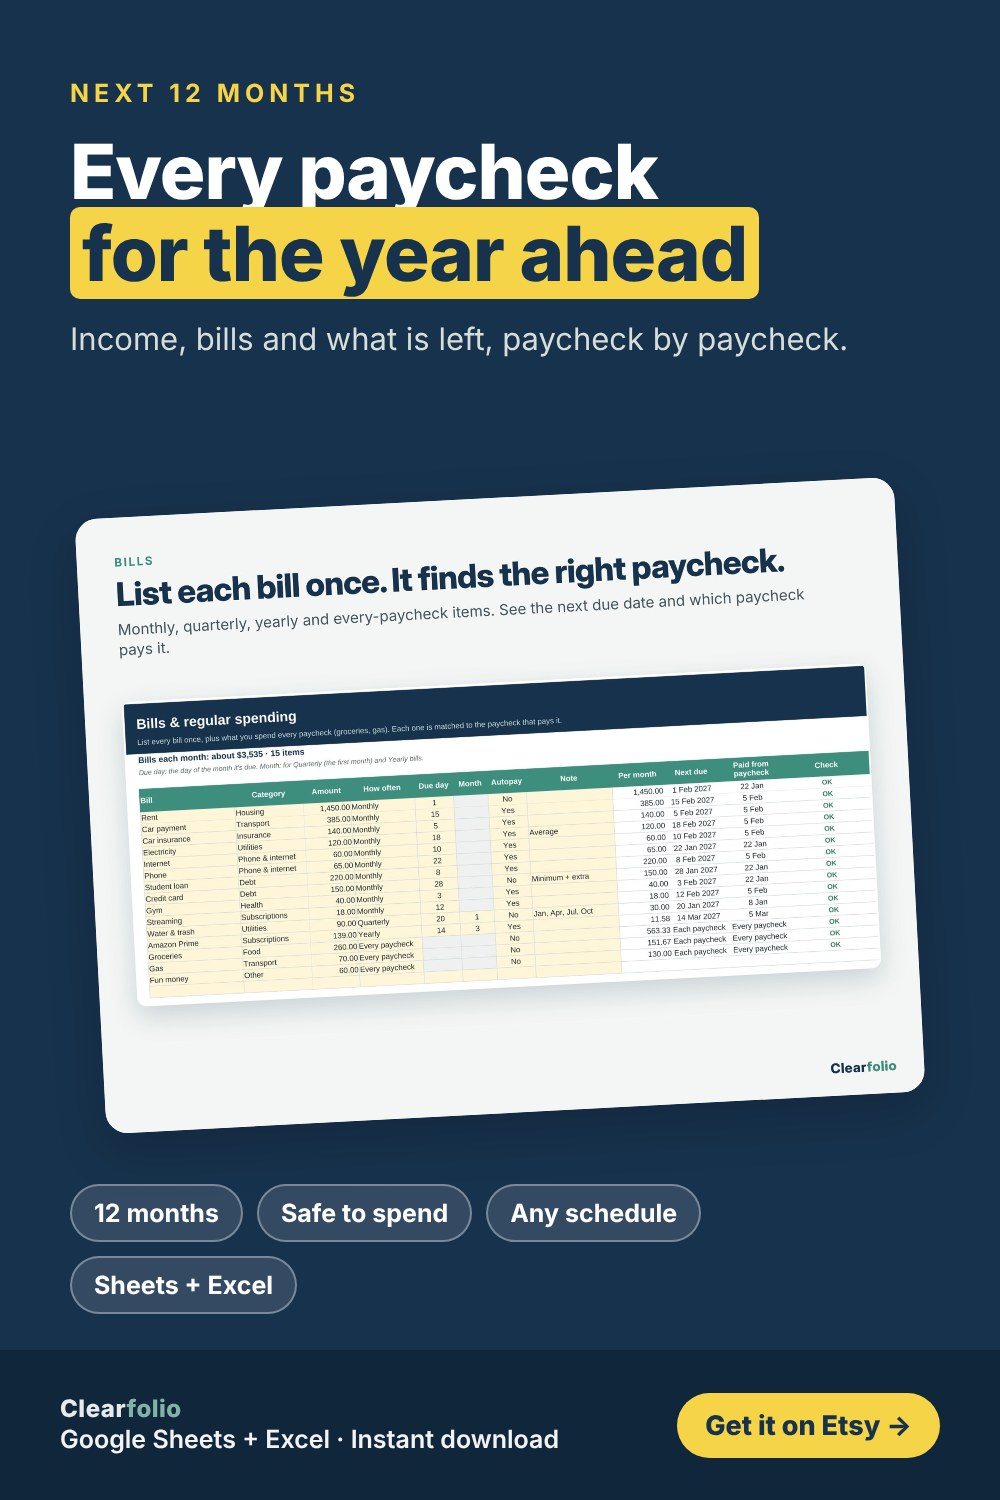 NEXT 12 MONTHS
Every paycheck
for the year ahead
Income, bills and what is left, paycheck by paycheck.
BILLS
List each bill once. It finds the right paycheck.
Monthly, quarterly, yearly and every-paycheck items. See the next due date and which paycheck
pays it.
Bills & regular spending
List every bill once, plus what you spend every paycheck (groceries, gas). Each one is matched to the paycheck that pays it.
Bills each month: about $3,535 · 15 items
Due day: the day of the month it's due. Month: for Quarterly (the first month) and Yearly bills.
Bill Category Amount How often Due day Month Autopay Note Per month Next due Paid from paycheck Check
Rent Housing 1,450.00 Monthly 1 No 1,450.00 1 Feb 2027 22 Jan OK
Car payment Transport 385.00 Monthly 15 Yes 385.00 15 Feb 2027 5 Feb OK
Car insurance Insurance 140.00 Monthly 5 Yes 140.00 5 Feb 2027 5 Feb OK
Electricity Utilities 120.00 Monthly 18 Yes Average 120.00 18 Feb 2027 5 Feb OK
Internet Phone & internet 60.00 Monthly 10 Yes 60.00 10 Feb 2027 5 Feb OK
Phone Phone & internet 65.00 Monthly 22 Yes 65.00 22 Jan 2027 22 Jan OK
Student loan Debt 220.00 Monthly 8 Yes 220.00 8 Feb 2027 5 Feb OK
Credit card Debt 150.00 Monthly 28 No Minimum + extra 150.00 28 Jan 2027 22 Jan OK
Gym Health 40.00 Monthly 3 Yes 40.00 3 Feb 2027 22 Jan OK
Streaming Subscriptions 18.00 Monthly 12 Yes 18.00 12 Feb 2027 5 Feb OK
Water & trash Utilities 90.00 Quarterly 20 1 No Jan, Apr, Jul, Oct 30.00 20 Jan 2027 8 Jan OK
Amazon Prime Subscriptions 139.00 Yearly 14 3 Yes 11.58 14 Mar 2027 5 Mar OK
Groceries Food 260.00 Every paycheck No 563.33 Each paycheck Every paycheck OK
Gas Transport 70.00 Every paycheck No 151.67 Each paycheck Every paycheck OK
Fun money Other 60.00 Every paycheck No 130.00 Each paycheck Every paycheck OK
Clearfolio
12 months Safe to spend Any schedule
Sheets + Excel
Clearfolio
Google Sheets + Excel · Instant download
Get it on Etsy →